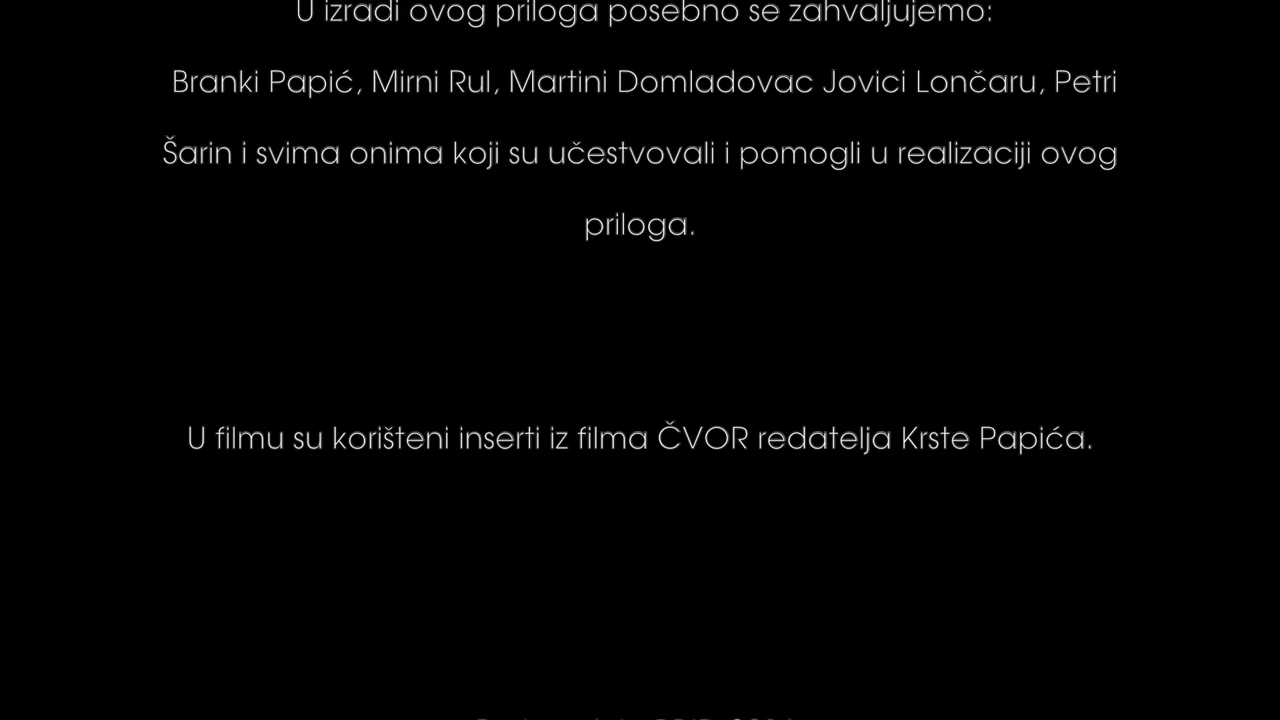 U izradi ovog priloga posebno se zahvaljujemo:
Branki Papić, Mirni Rul, Martini Domladovac Jovici Lončaru, Petri
Šarin i svima onima koji su učestvovali i pomogli u realizaciji ovog
priloga.
U filmu su korišteni inserti iz filma ČVOR redatelja Krste Papića.